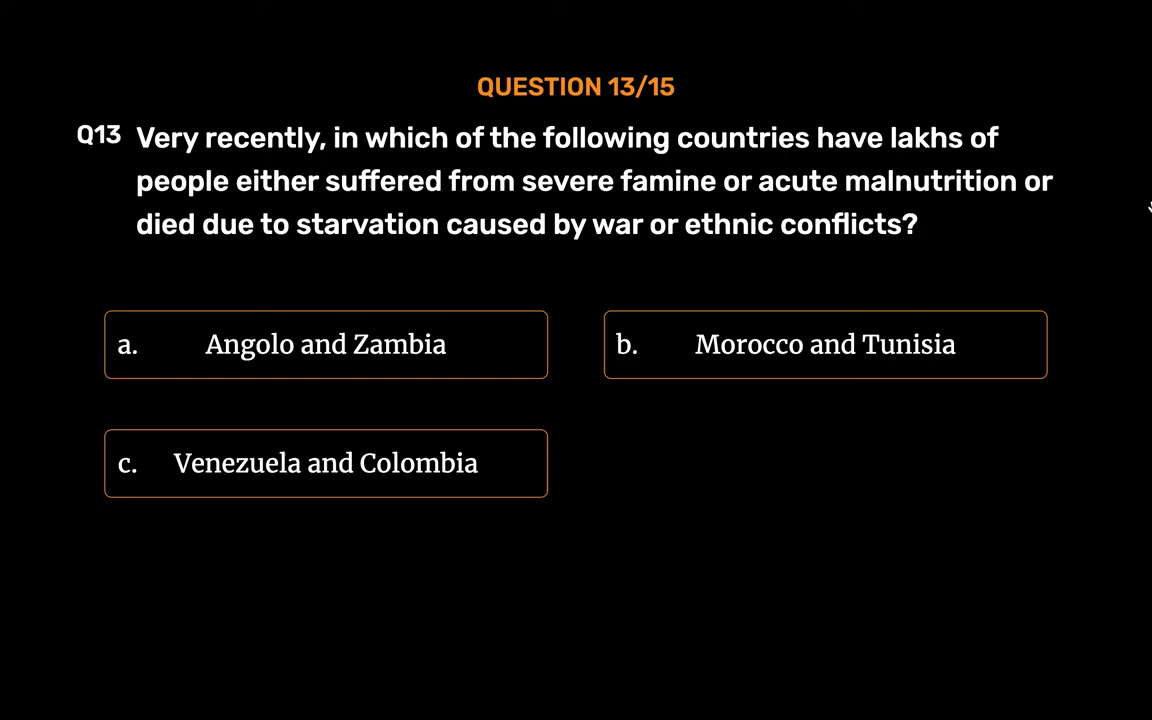 QUESTION 13/15
Q13 Very recently, in which of the following countries have lakhs of
people either suffered from severe famine or acute malnutrition or
died due to starvation caused by war or ethnic conflicts?
a. Angolo and Zambia
b. Morocco and Tunisia
c. Venezuela and Colombia